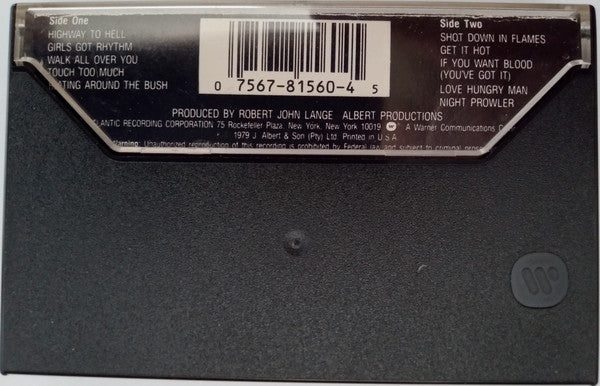 Side One
HIGHWAY TO HELL
GIRLS GOT RHYTHM
WALK ALL OVER YOU
TOUCH TOO MUCH
BEATING AROUND THE BUSH
0 7567-81560-4 5
Side Two
SHOT DOWN IN FLAMES
GET IT HOT
IF YOU WANT BLOOD
(YOU'VE GOT IT)
LOVE HUNGRY MAN
NIGHT PROWLER
PRODUCED BY ROBERT JOHN LANGE ALBERT PRODUCTIONS
ATLANTIC RECORDING CORPORATION 75 Rockefeller Plaza, New York, New York 10019 A Warner Communications
1979 J. Albert & Son (Pty) Ltd Printed in U.S.A.
Warning: Unauthorized reproduction of this recording is prohibited by Federal law and subject to criminal